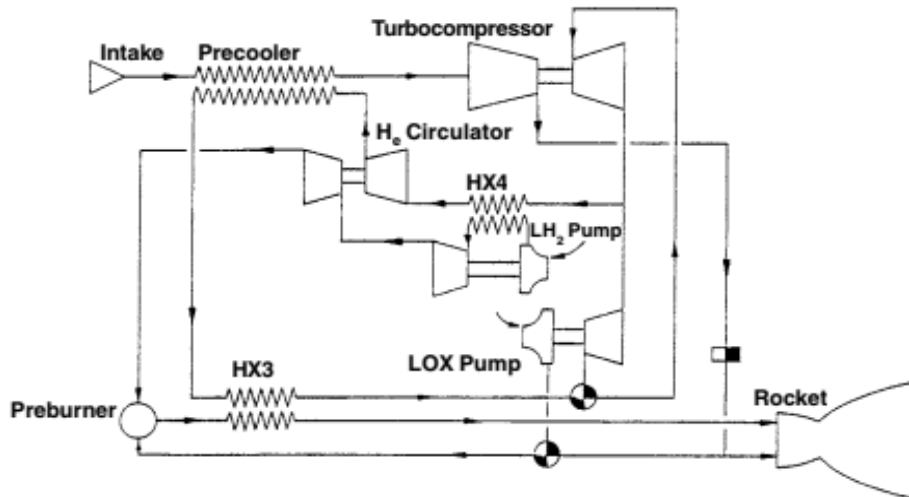 Turbocompressor
Intake
Precooler
He Circulator
HX4
LH2 Pump
LOX Pump
HX3
Preburner
Rocket